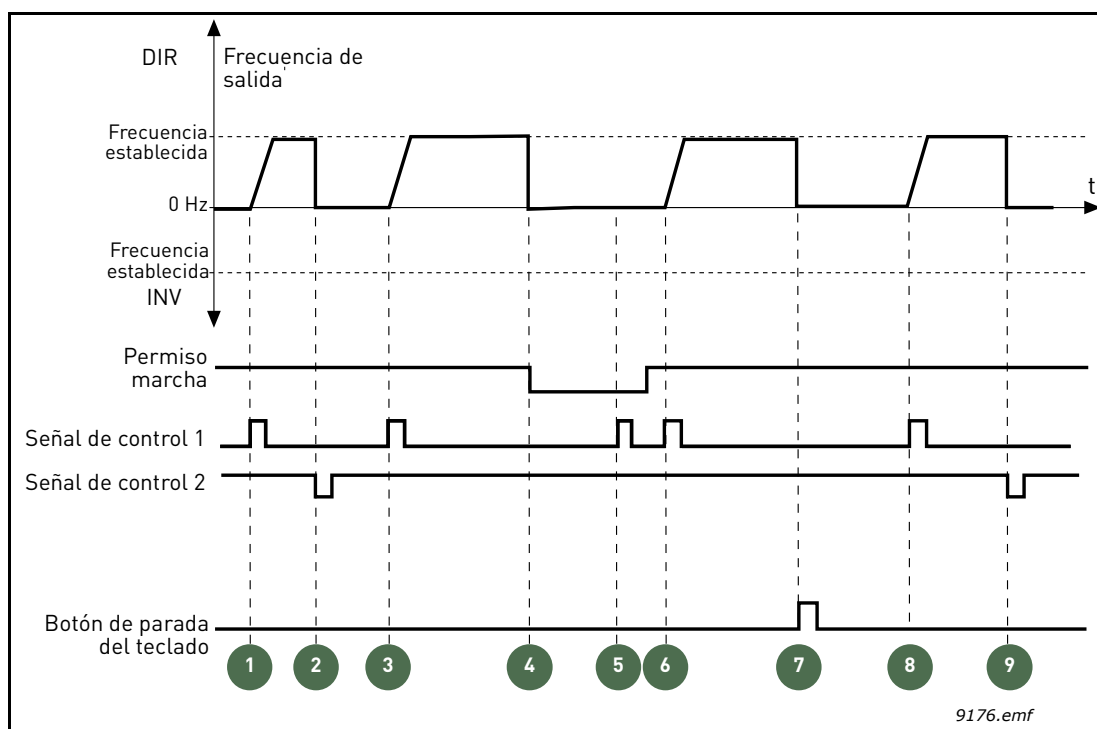 DIR
Frecuencia de
salida
Frecuencia
establecida
0 Hz
t
Frecuencia
establecida
INV
Permiso
marcha
Señal de control 1
Señal de control 2
Botón de parada
del teclado
1 2 3 4 5 6 7 8 9
9176.emf